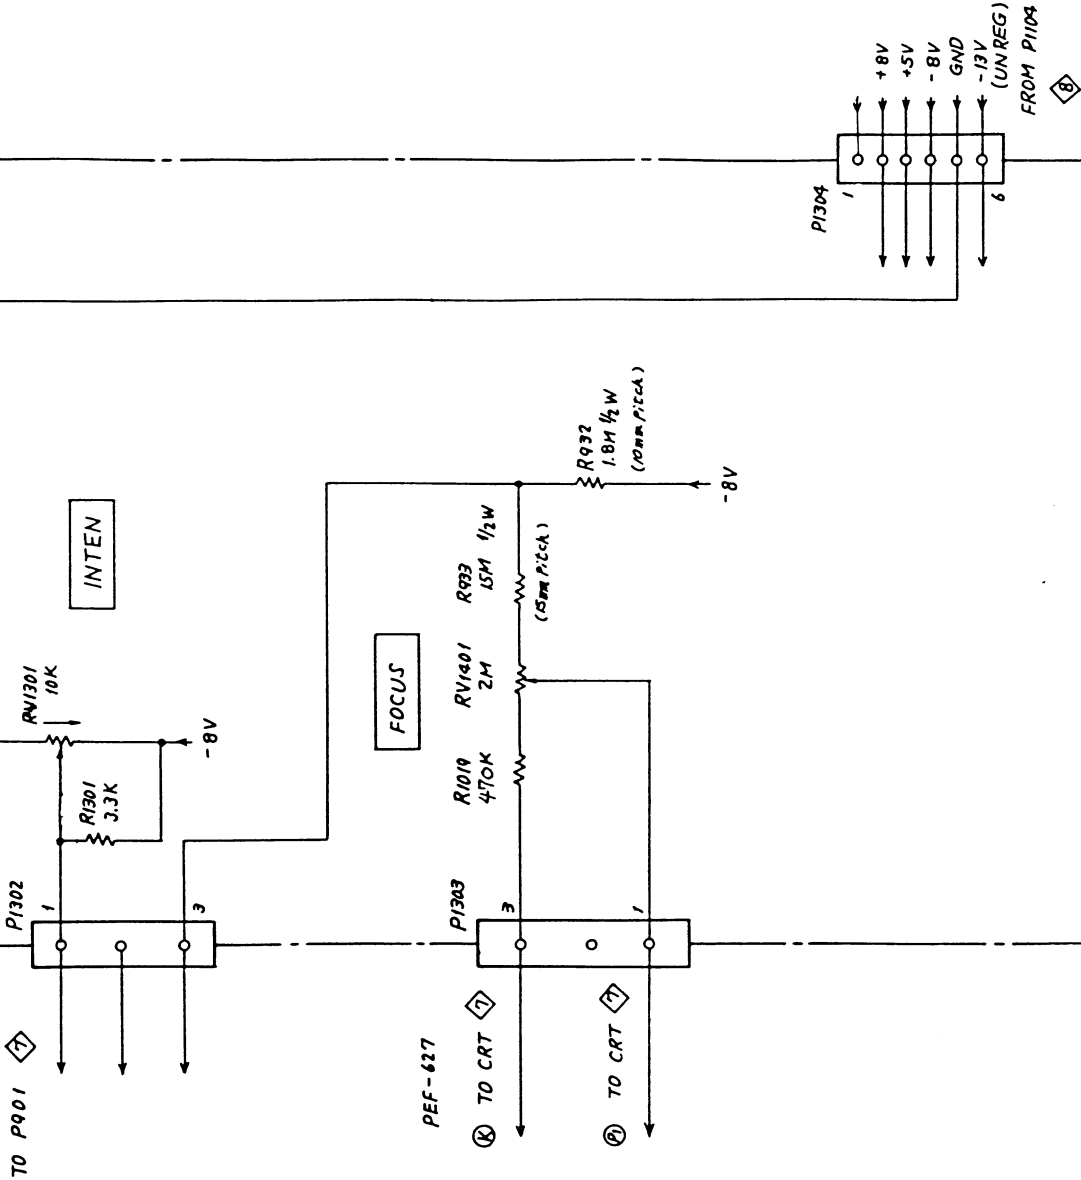 TO P901 7
P1302
1
3
R1301
3.3K
RV1301
10K
-8V
INTEN
PEF-627
K TO CRT 7
P1 TO CRT 7
P1303
3
1
R1019
470K
RV1401
2M
R933
15M 1/2W
(15mm Pitch)
FOCUS
R932
1.8M 1/2W
(10mm Pitch)
-8V
P1304
1
6
+8V
+5V
-8V
GND
-13V
(UNREG)
FROM P1104
8